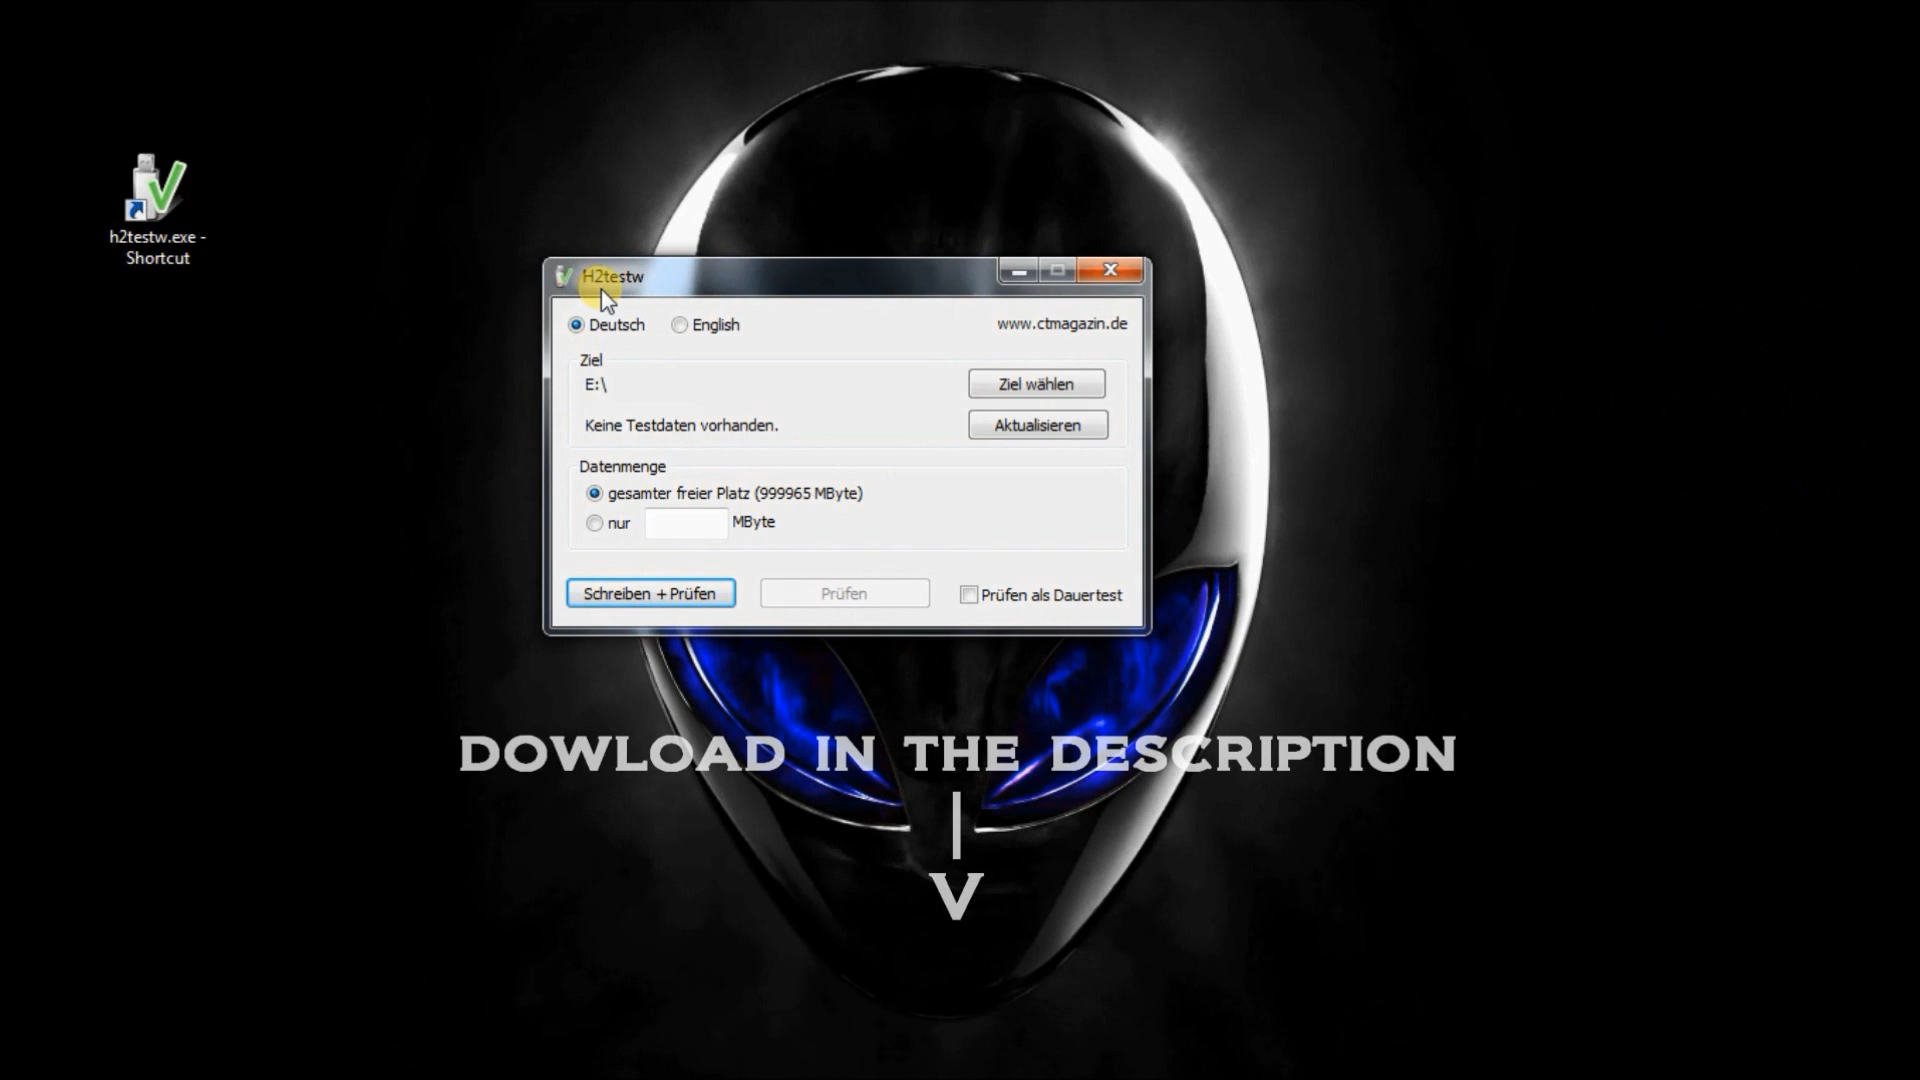 h2testw.exe -
Shortcut
H2testw
Deutsch English www.ctmagazin.de
Ziel
E:\ Ziel wählen
Keine Testdaten vorhanden. Aktualisieren
Datenmenge
gesamter freier Platz (999965 MByte)
nur MByte
Schreiben + Prüfen Prüfen Prüfen als Dauertest
DOWLOAD IN THE DESCRIPTION
|
V